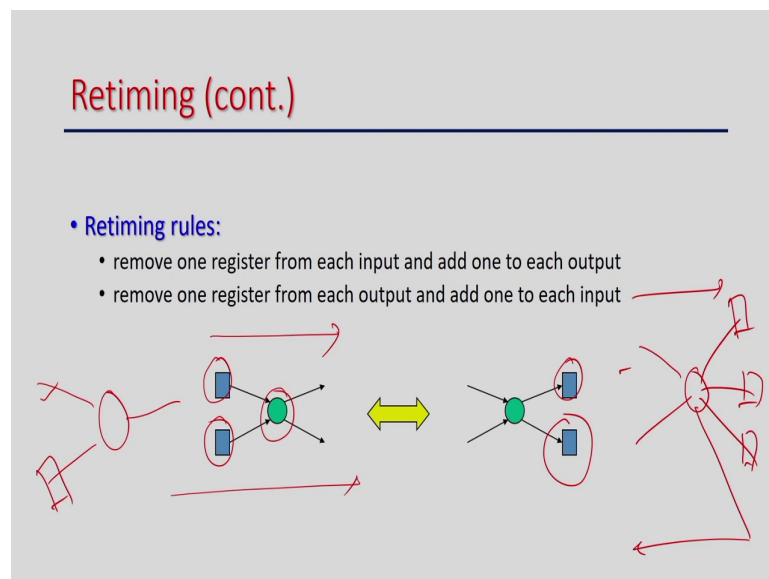 Retiming (cont.)
• Retiming rules:
• remove one register from each input and add one to each output
• remove one register from each output and add one to each input